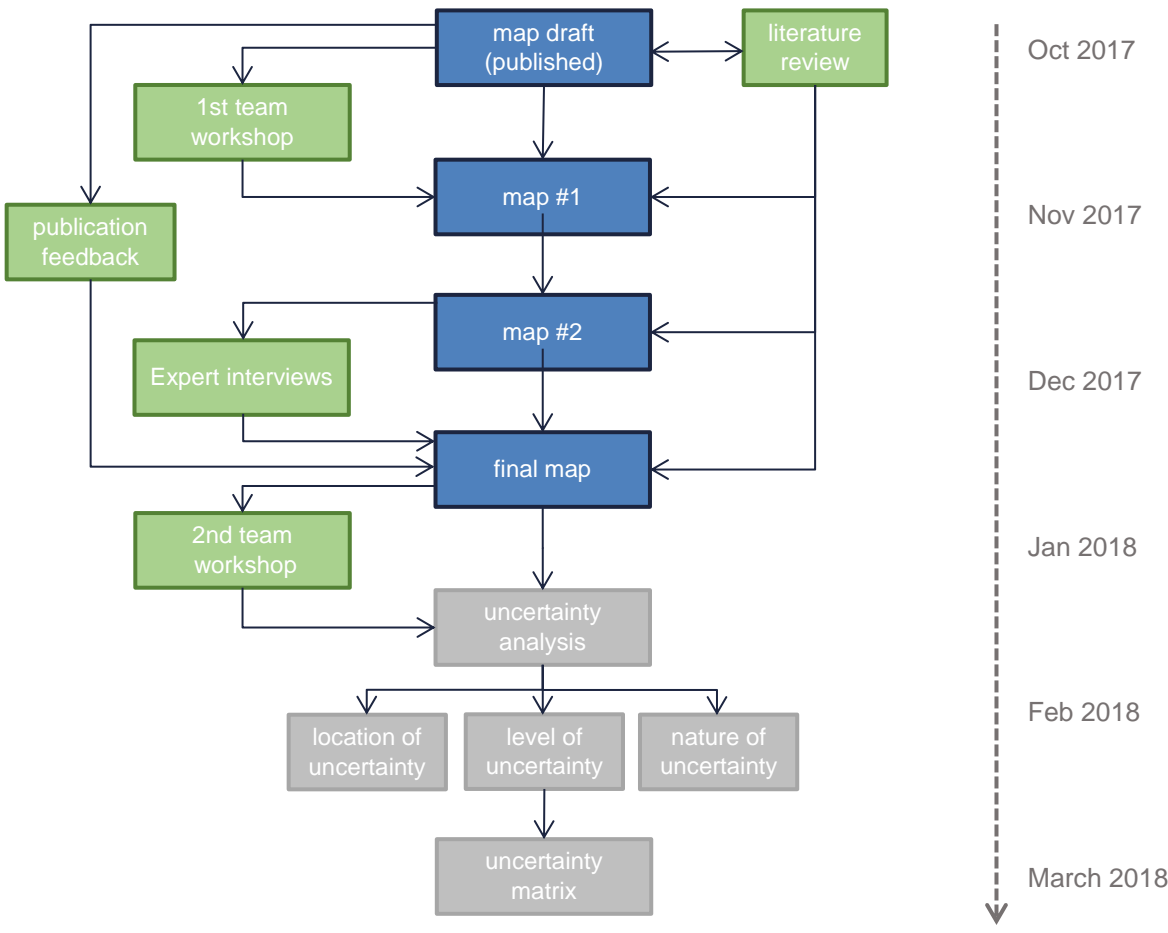 map draft
(published)
literature
review
Oct 2017
1st team
workshop
map #1
Nov 2017
publication
feedback
map #2
Expert interviews
Dec 2017
final map
2nd team
workshop
Jan 2018
uncertainty
analysis
location of
uncertainty
level of
uncertainty
nature of
uncertainty
Feb 2018
uncertainty
matrix
March 2018